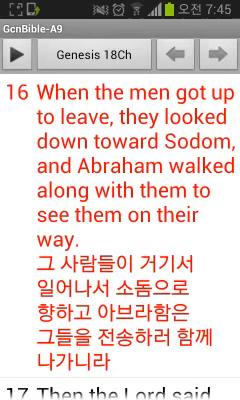 오전 7:45
GcnBible-A9
Genesis 18Ch
16 When the men got up
to leave, they looked
down toward Sodom,
and Abraham walked
along with them to
see them on their
way.
그 사람들이 거기서
일어나서 소돔으로
향하고 아브라함은
그들을 전송하러 함께
나가니라
17 Then the Lord said